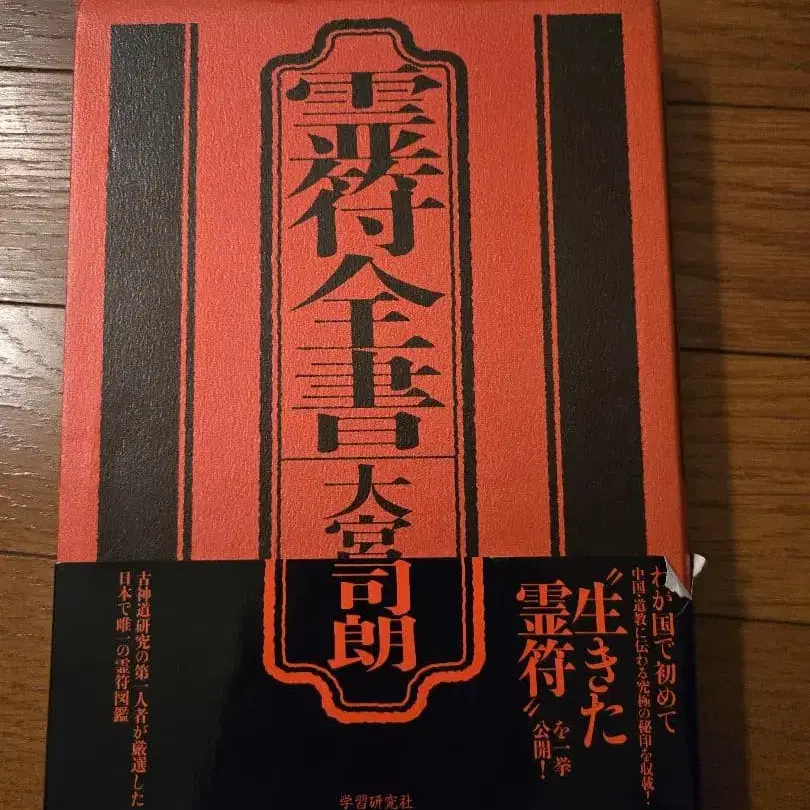 霊符全書
大宮司朗
わが国で初めて
中国・道教に伝わる究極の秘印を収載!
〝生きた
霊符〟
を一挙
公開!
古神道研究の第一人者が厳選した
日本で唯一の霊符図鑑
学習研究社